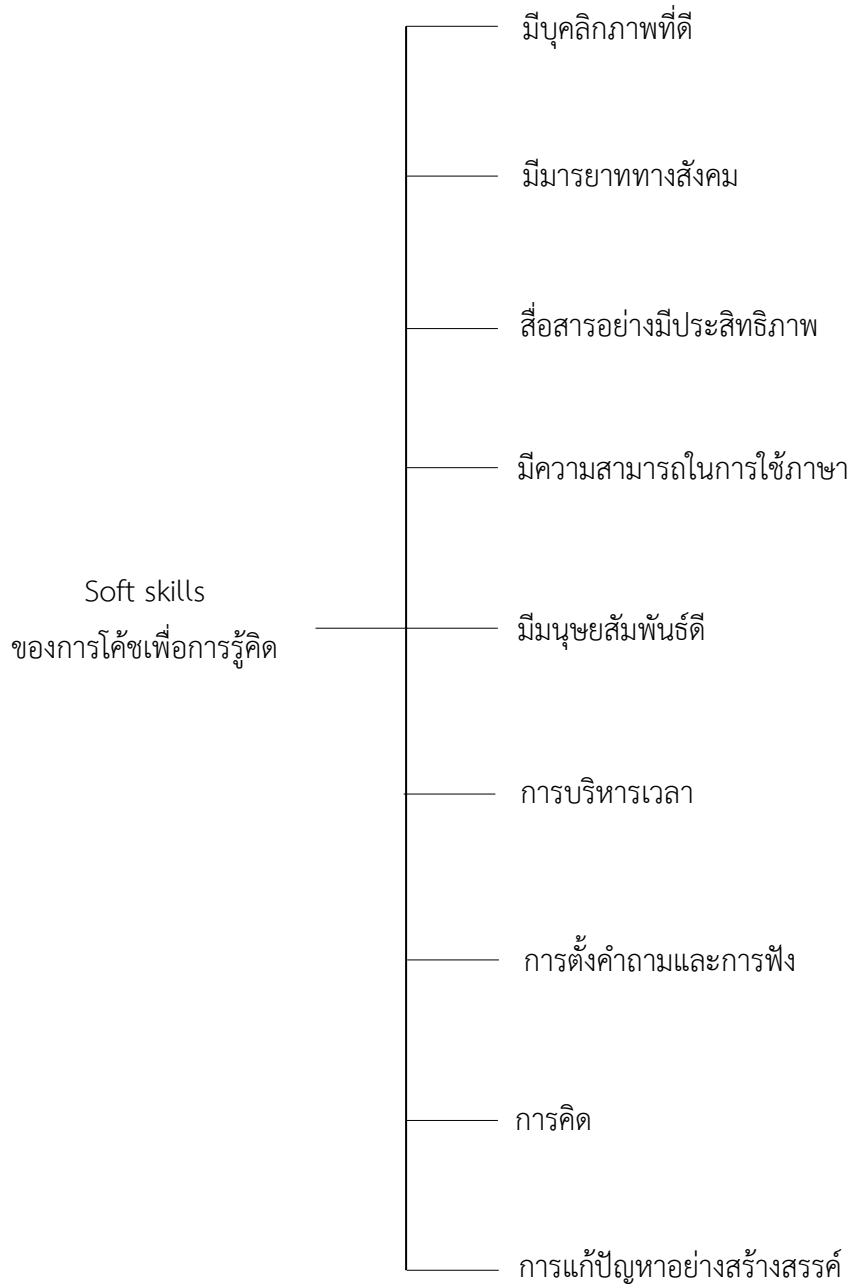 มีบุคลิกภาพที่ดี
มีมารยาททางสังคม
สื่อสารอย่างมีประสิทธิภาพ
มีความสามารถในการใช้ภาษา
Soft skills
ของการโค้ชเพื่อการรู้คิด
มีมนุษยสัมพันธ์ดี
การบริหารเวลา
การตั้งคำถามและการฟัง
การคิด
การแก้ปัญหาอย่างสร้างสรรค์